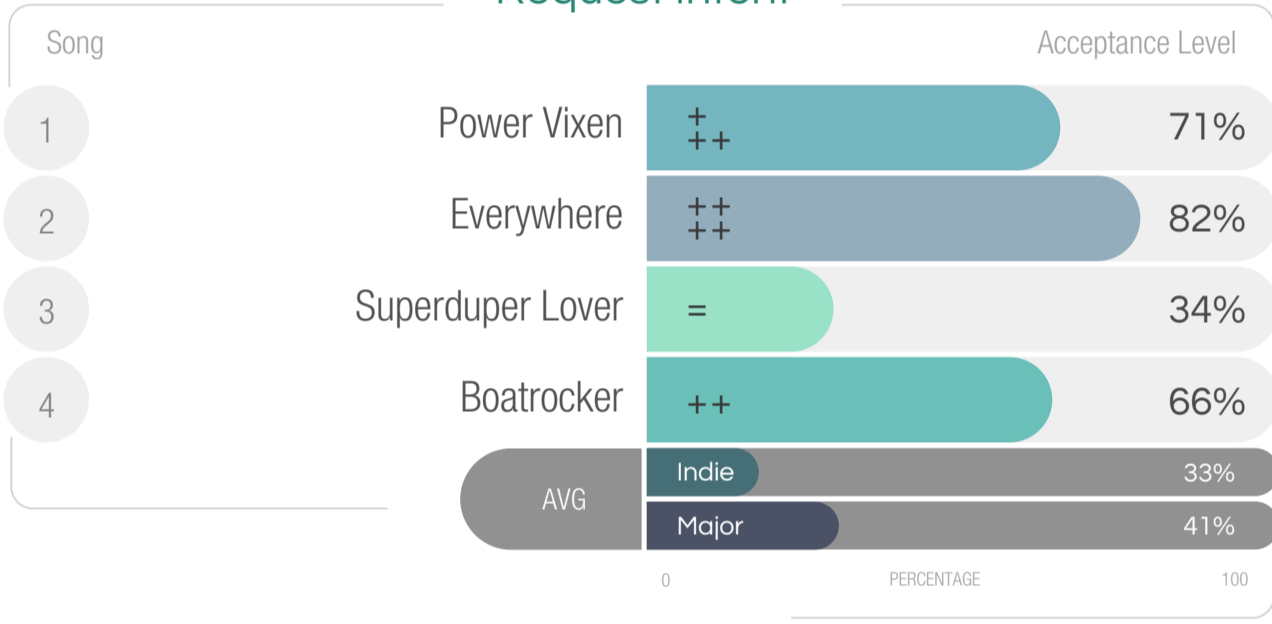 Song Acceptance Level
1 Power Vixen + ++ 71%
2 Everywhere ++ ++ 82%
3 Superduper Lover = 34%
4 Boatrocker ++ 66%
AVG
Indie 33%
Major 41%
0 PERCENTAGE 100